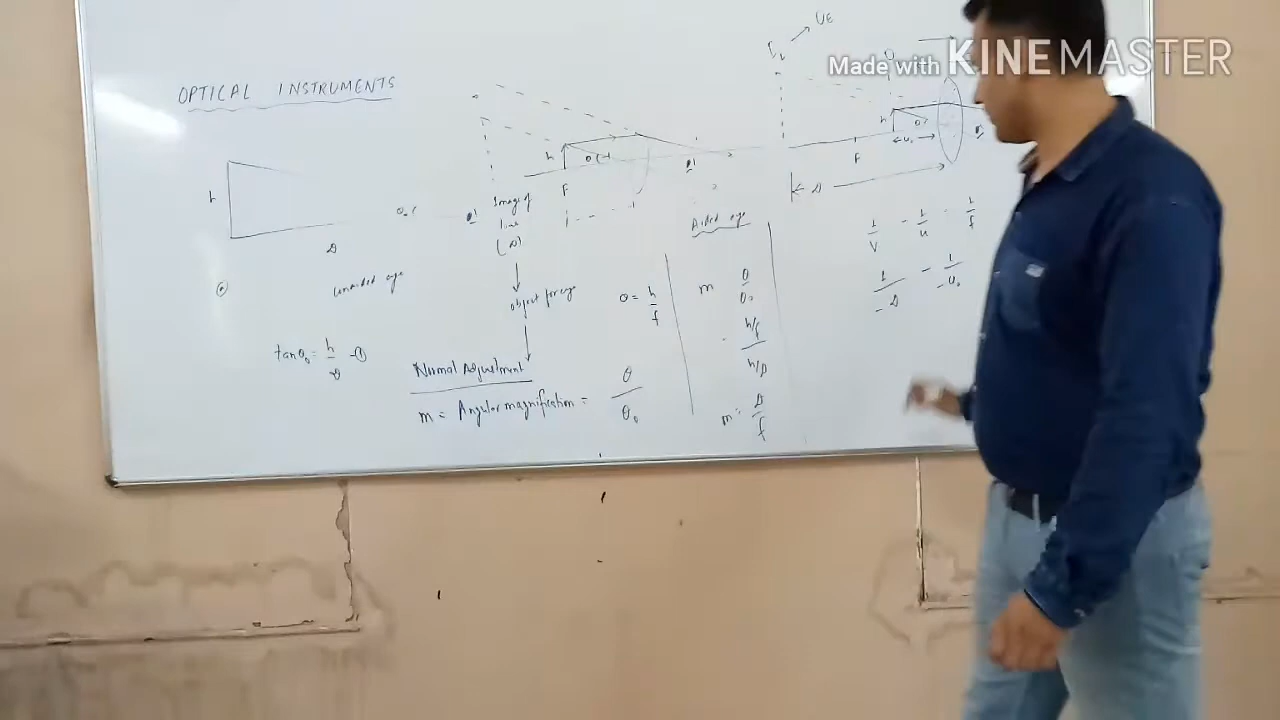 Made with KINEMASTER
OPTICAL INSTRUMENTS
h
D
unaided eye
tanθ₀ = h/D -①
h
F
Image of
(D)
object for eye
Normal Adjustment
m = Angular magnification = θ/θ₀
θ = h/f
Aided eye
m θ/θ₀
= h/f / h/D
m = D/f
VE
h
F
D
1/V - 1/u = 1/f
1/-D - 1/-u₀